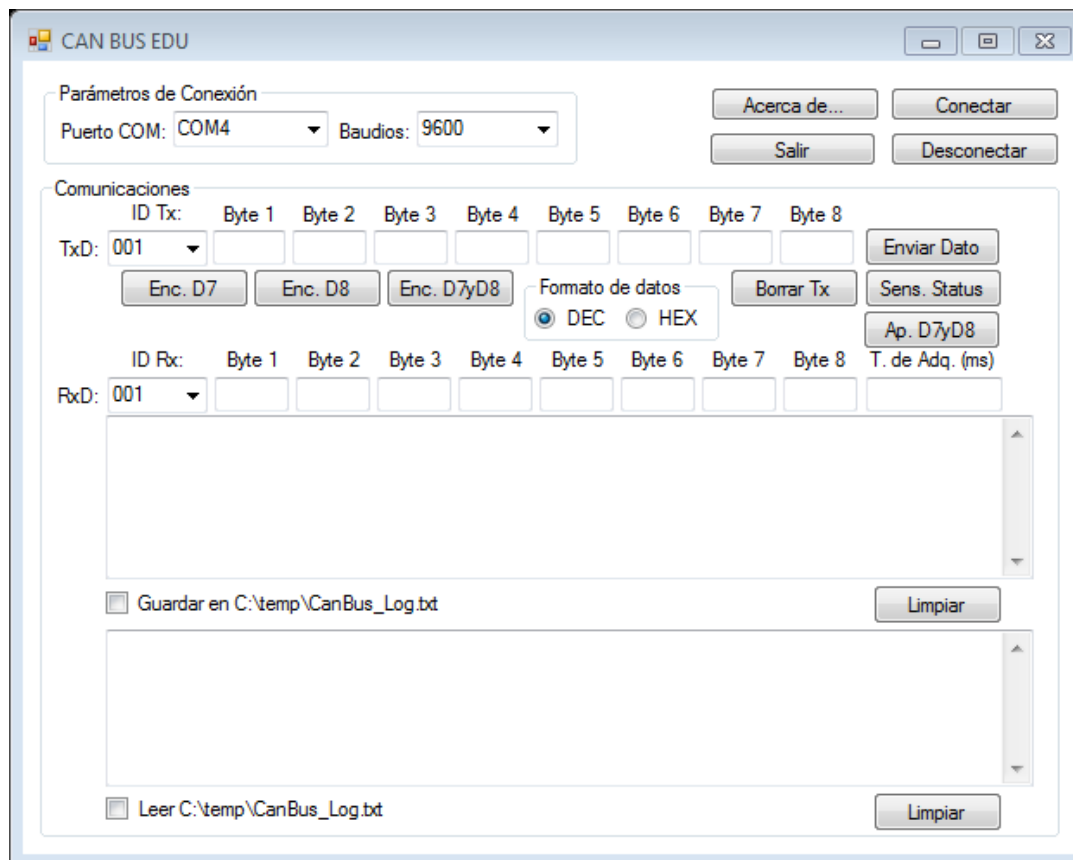 CAN BUS EDU
Parámetros de Conexión
Puerto COM: COM4 Baudios: 9600
Acerca de... Conectar
Salir Desconectar
Comunicaciones
ID Tx: Byte 1 Byte 2 Byte 3 Byte 4 Byte 5 Byte 6 Byte 7 Byte 8
TxD: 001 Enviar Dato
Enc. D7 Enc. D8 Enc. D7yD8 Formato de datos Borrar Tx Sens. Status
DEC HEX
Ap. D7yD8
ID Rx: Byte 1 Byte 2 Byte 3 Byte 4 Byte 5 Byte 6 Byte 7 Byte 8 T. de Adq. (ms)
RxD: 001
Guardar en C:\temp\CanBus_Log.txt Limpiar
Leer C:\temp\CanBus_Log.txt Limpiar